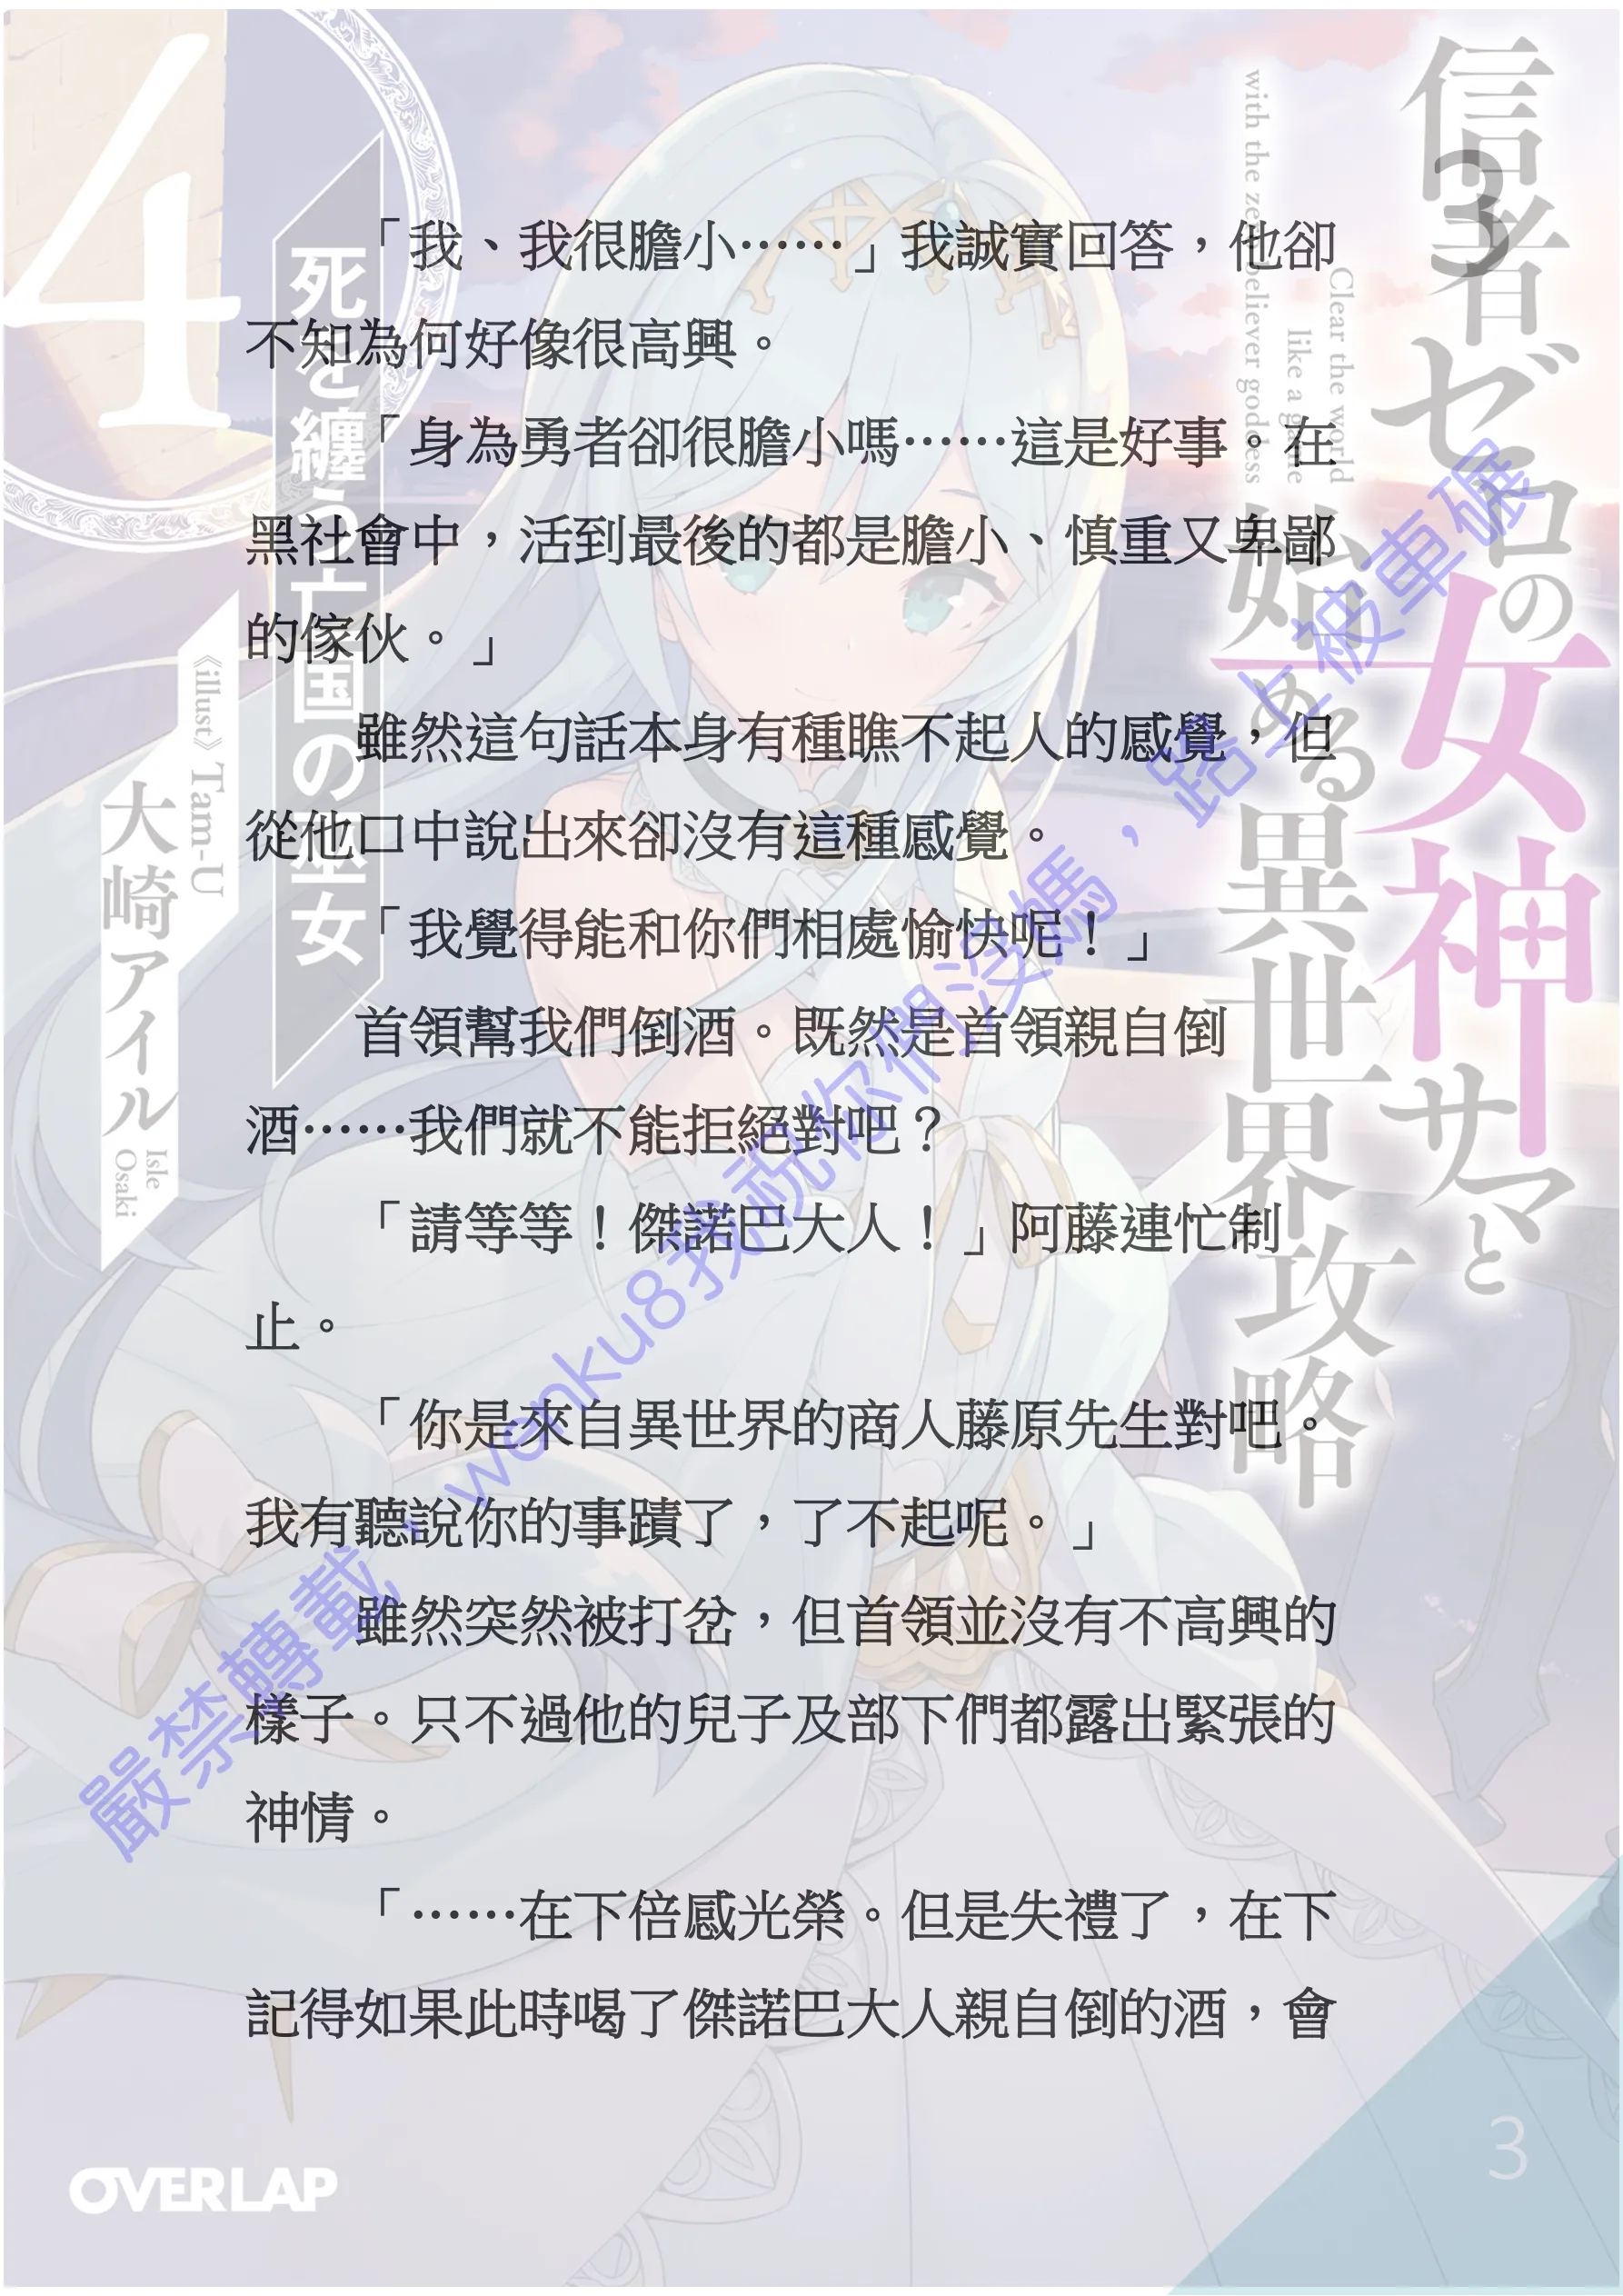 「我、我很膽小……」我誠實回答，他卻
不知為何好像很高興。
「身為勇者卻很膽小嗎……這是好事。在
黑社會中，活到最後的都是膽小、慎重又卑鄙
的傢伙。」
雖然這句話本身有種瞧不起人的感覺，但
從他口中說出來卻沒有這種感覺。
「我覺得能和你們相處愉快呢！」
首領幫我們倒酒。既然是首領親自倒
酒……我們就不能拒絕對吧？
「請等等！傑諾巴大人！」阿藤連忙制
止。
「你是來自異世界的商人藤原先生對吧。
我有聽說你的事蹟了，了不起呢。」
雖然突然被打岔，但首領並沒有不高興的
樣子。只不過他的兒子及部下們都露出緊張的
神情。
「……在下倍感光榮。但是失禮了，在下
記得如果此時喝了傑諾巴大人親自倒的酒，會
信者ゼロの女神サマと
始める異世界攻略
Clear the world
like a game
with the zero believer goddess
3
4
死を纏う亡国の巫女
《illust》Tam-U
大崎アイル
Isle
Osaki
嚴禁轉載，wenku8我祝你們沒媽，路上被車碾
OVERLAP
3